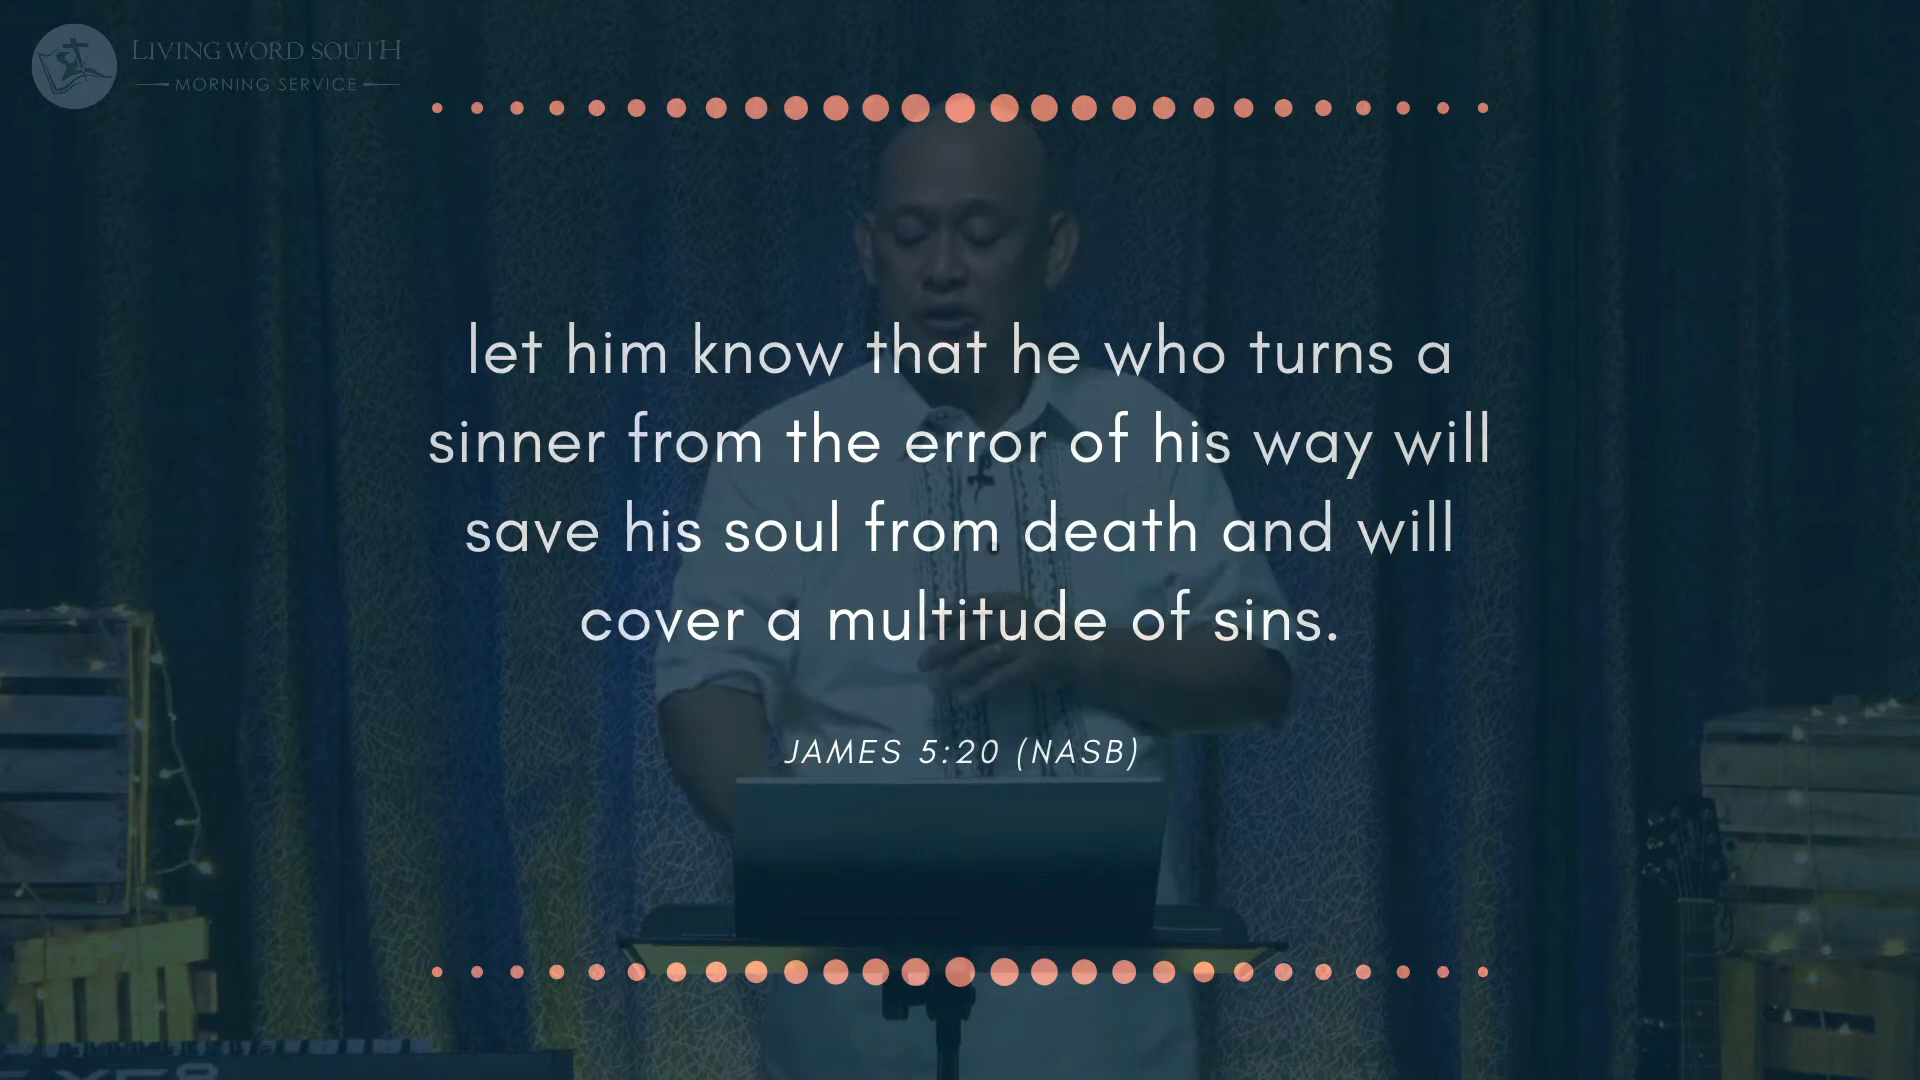 LIVING WORD SOUTH
MORNING SERVICE
let him know that he who turns a
sinner from the error of his way will
save his soul from death and will
cover a multitude of sins.
JAMES 5:20 (NASB)